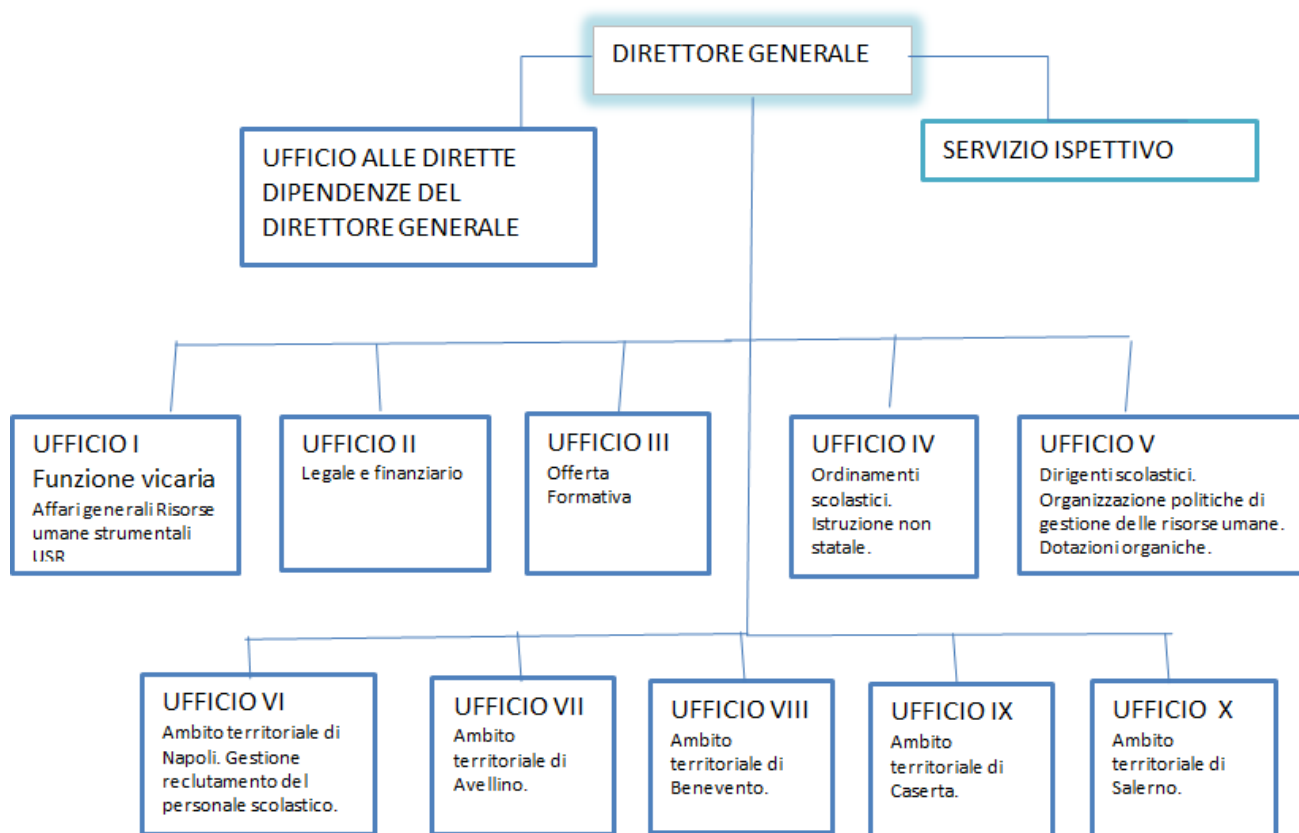 DIRETTORE GENERALE
UFFICIO ALLE DIRETTE
DIPENDENZE DEL
DIRETTORE GENERALE
SERVIZIO ISPETTIVO
UFFICIO I
Funzione vicaria
Affari generali Risorse
umane strumentali
USR
UFFICIO II
Legale e finanziario
UFFICIO III
Offerta
Formativa
UFFICIO IV
Ordinamenti
scolastici.
Istruzione non
statale.
UFFICIO V
Dirigenti scolastici.
Organizzazione politiche di
gestione delle risorse umane.
Dotazioni organiche.
UFFICIO VI
Ambito territoriale di
Napoli. Gestione
reclutamento del
personale scolastico.
UFFICIO VII
Ambito
territoriale di
Avellino.
UFFICIO VIII
Ambito
territoriale di
Benevento.
UFFICIO IX
Ambito
territoriale di
Caserta.
UFFICIO X
Ambito
territoriale di
Salerno.